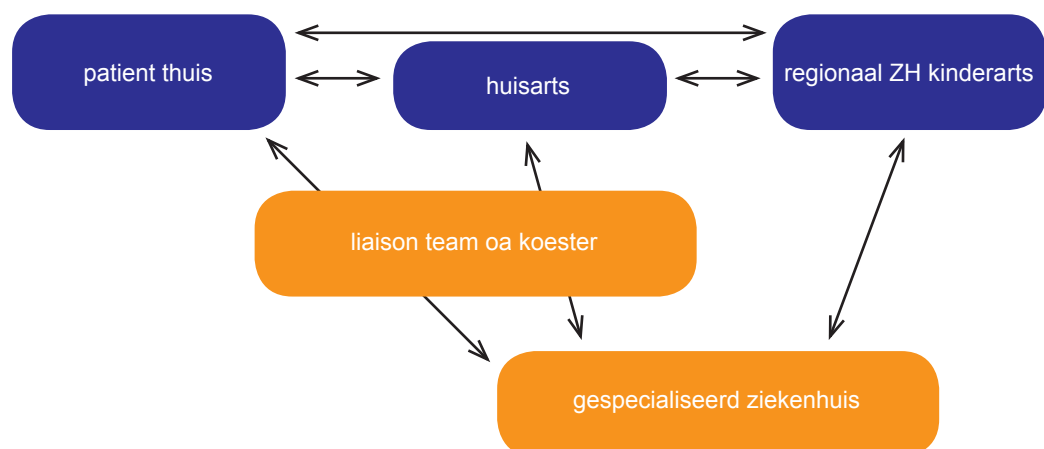 patient thuis
huisarts
regionaal ZH kinderarts
liaison team oa koester
gespecialiseerd ziekenhuis